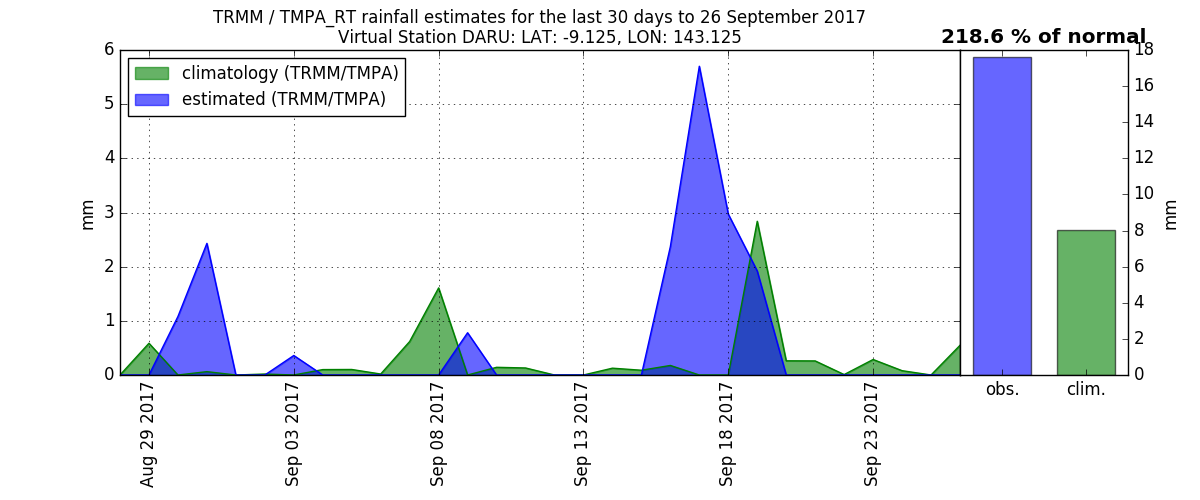 TRMM / TMPA_RT rainfall estimates for the last 30 days to 26 September 2017
Virtual Station DARU: LAT: -9.125, LON: 143.125
218.6 % of normal
climatology (TRMM/TMPA)
estimated (TRMM/TMPA)
6
5
4
3
2
1
0
mm
Aug 29 2017
Sep 03 2017
Sep 08 2017
Sep 13 2017
Sep 18 2017
Sep 23 2017
18
16
14
12
10
8
6
4
2
0
mm
obs.
clim.